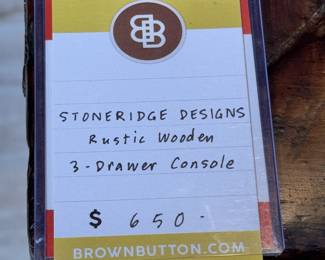 BB
STONERIDGE DESIGNS
Rustic Wooden
3-Drawer Console
$ 650-
BROWNBUTTON.COM